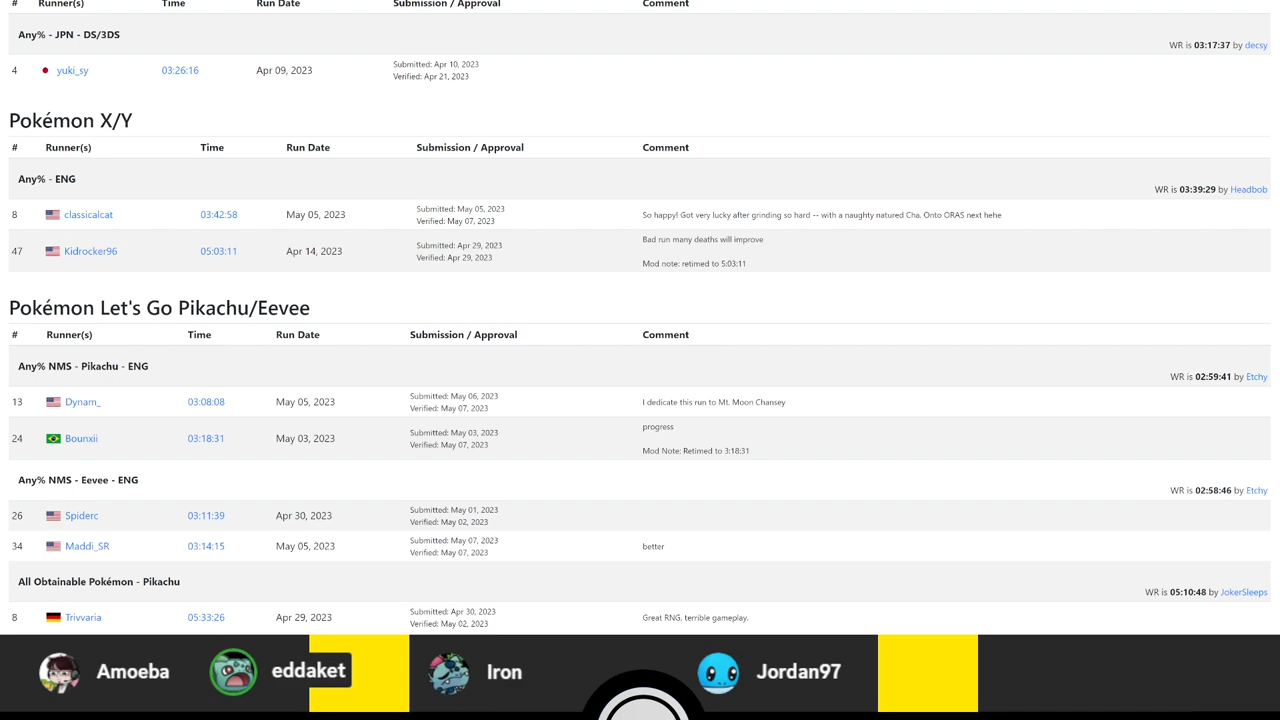 # Runner(s) Time Run Date Submission / Approval Comment
Any% - JPN - DS/3DS
WR is 03:17:37 by decsy
4 yuki_sy 03:26:16 Apr 09, 2023 Submitted: Apr 10, 2023
Verified: Apr 21, 2023
Pokémon X/Y
# Runner(s) Time Run Date Submission / Approval Comment
Any% - ENG
WR is 03:39:29 by Headbob
8 classicalcat 03:42:58 May 05, 2023 Submitted: May 05, 2023
Verified: May 07, 2023
So happy! Got very lucky after grinding so hard -- with a naughty natured Cha. Onto ORAS next hehe
47 Kidrocker96 05:03:11 Apr 14, 2023 Submitted: Apr 29, 2023
Verified: Apr 29, 2023
Bad run many deaths will improve
Mod note: retimed to 5:03:11
Pokémon Let's Go Pikachu/Eevee
# Runner(s) Time Run Date Submission / Approval Comment
Any% NMS - Pikachu - ENG
WR is 02:59:41 by Etchy
13 Dynam_ 03:08:08 May 05, 2023 Submitted: May 06, 2023
Verified: May 07, 2023
I dedicate this run to Mt. Moon Chansey
24 Bounxii 03:18:31 May 03, 2023 Submitted: May 03, 2023
Verified: May 07, 2023
progress
Mod Note: Retimed to 3:18:31
Any% NMS - Eevee - ENG
WR is 02:58:46 by Etchy
26 Spiderc 03:11:39 Apr 30, 2023 Submitted: May 01, 2023
Verified: May 02, 2023
34 Maddi_SR 03:14:15 May 05, 2023 Submitted: May 07, 2023
Verified: May 07, 2023
better
All Obtainable Pokémon - Pikachu
WR is 05:10:48 by JokerSleeps
8 Trivvaria 05:33:26 Apr 29, 2023 Submitted: Apr 30, 2023
Verified: May 02, 2023
Great RNG, terrible gameplay.
Amoeba eddaket Iron Jordan97